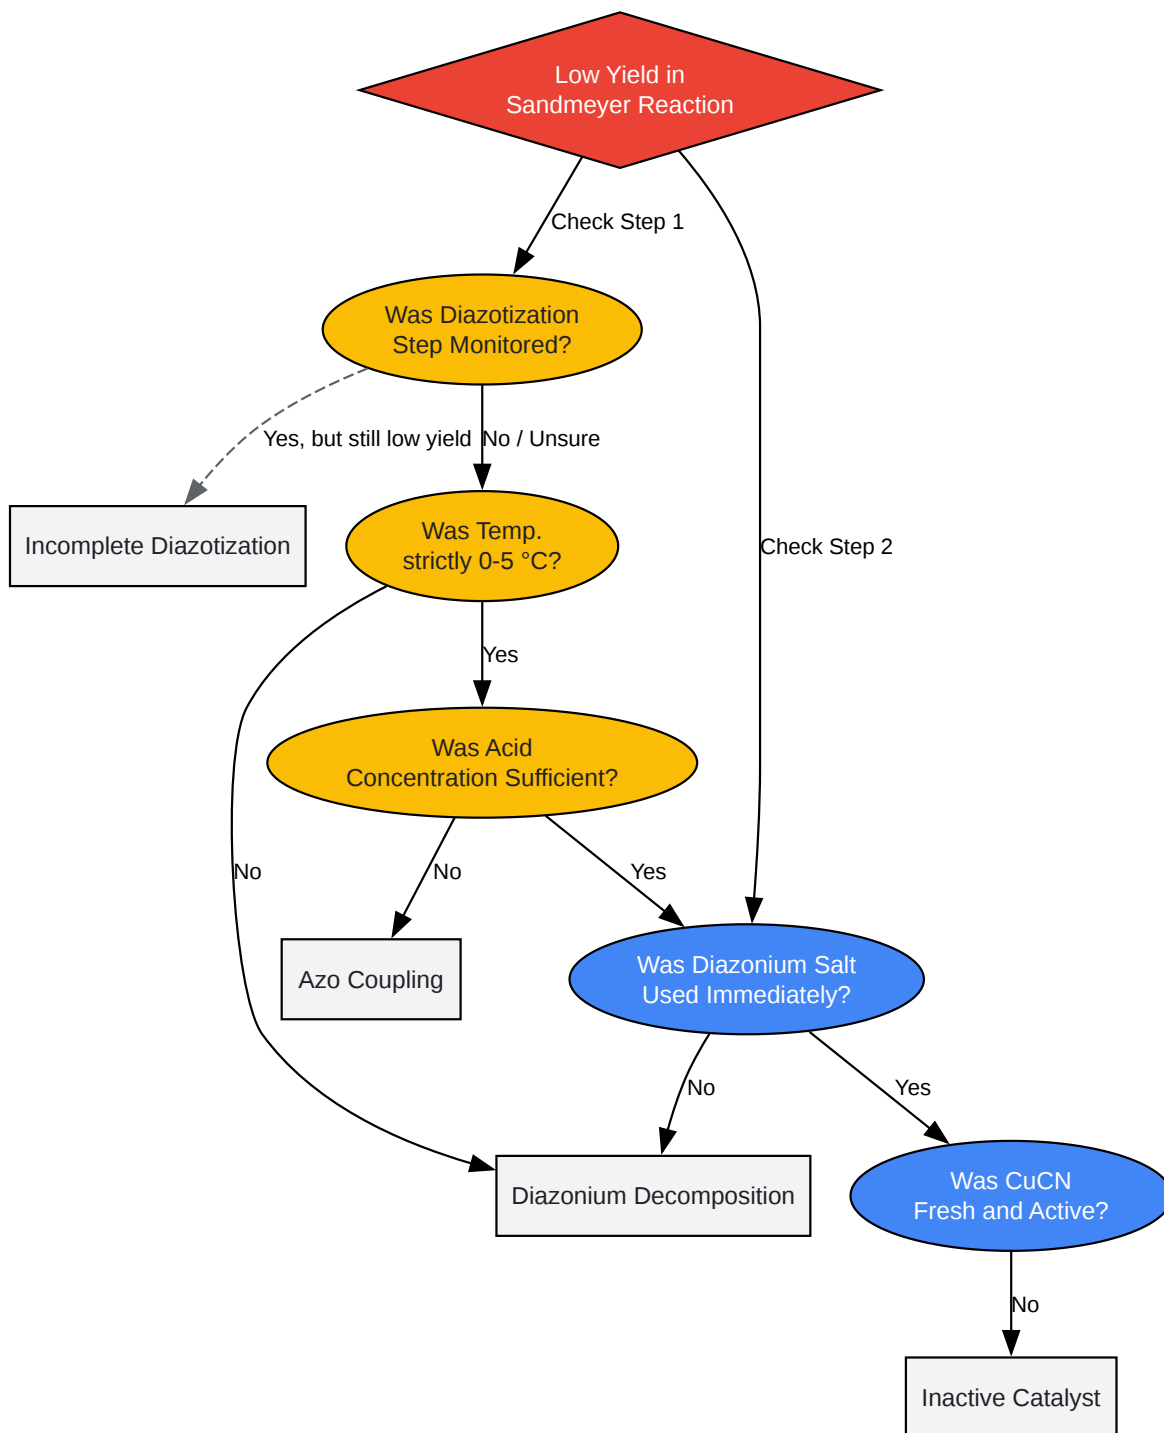 Low Yield in
Sandmeyer Reaction
Check Step 1
Was Diazotization
Step Monitored?
Yes, but still low yield
No / Unsure
Incomplete Diazotization
Was Temp.
strictly 0-5 °C?
Check Step 2
Yes
Was Acid
Concentration Sufficient?
No
No
Yes
Azo Coupling
Was Diazonium Salt
Used Immediately?
No
Yes
Diazonium Decomposition
Was CuCN
Fresh and Active?
No
Inactive Catalyst